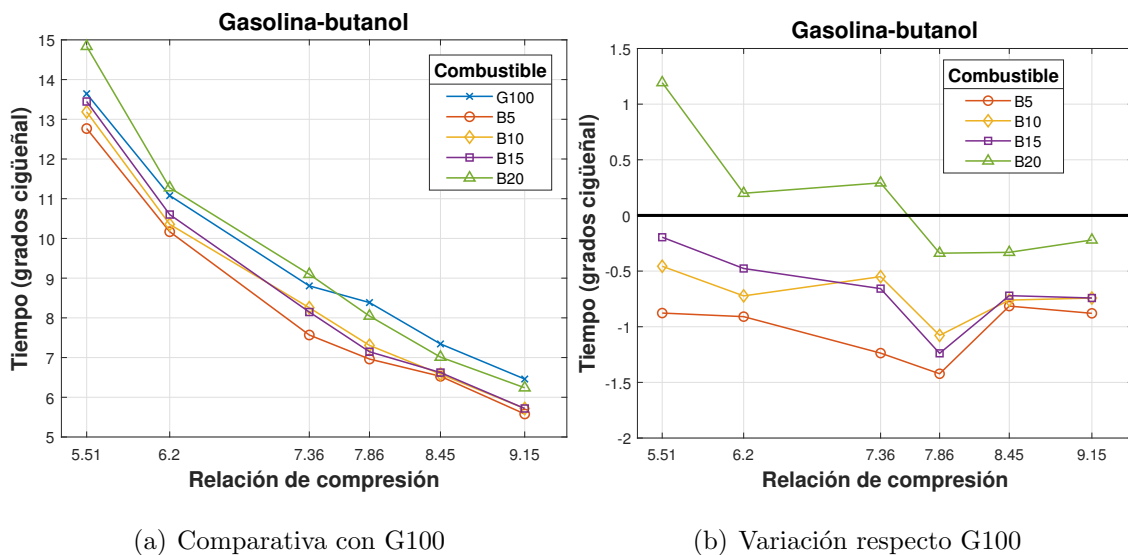 Gasolina-butanol
15
14
13
12
11
10
9
8
7
6
5
Tiempo (grados cigüeñal)
Combustible
G100
B5
B10
B15
B20
5.51 6.2 7.36 7.86 8.45 9.15
Relación de compresión
(a) Comparativa con G100
Gasolina-butanol
1.5
1
0.5
0
-0.5
-1
-1.5
-2
Tiempo (grados cigüeñal)
Combustible
B5
B10
B15
B20
5.51 6.2 7.36 7.86 8.45 9.15
Relación de compresión
(b) Variación respecto G100